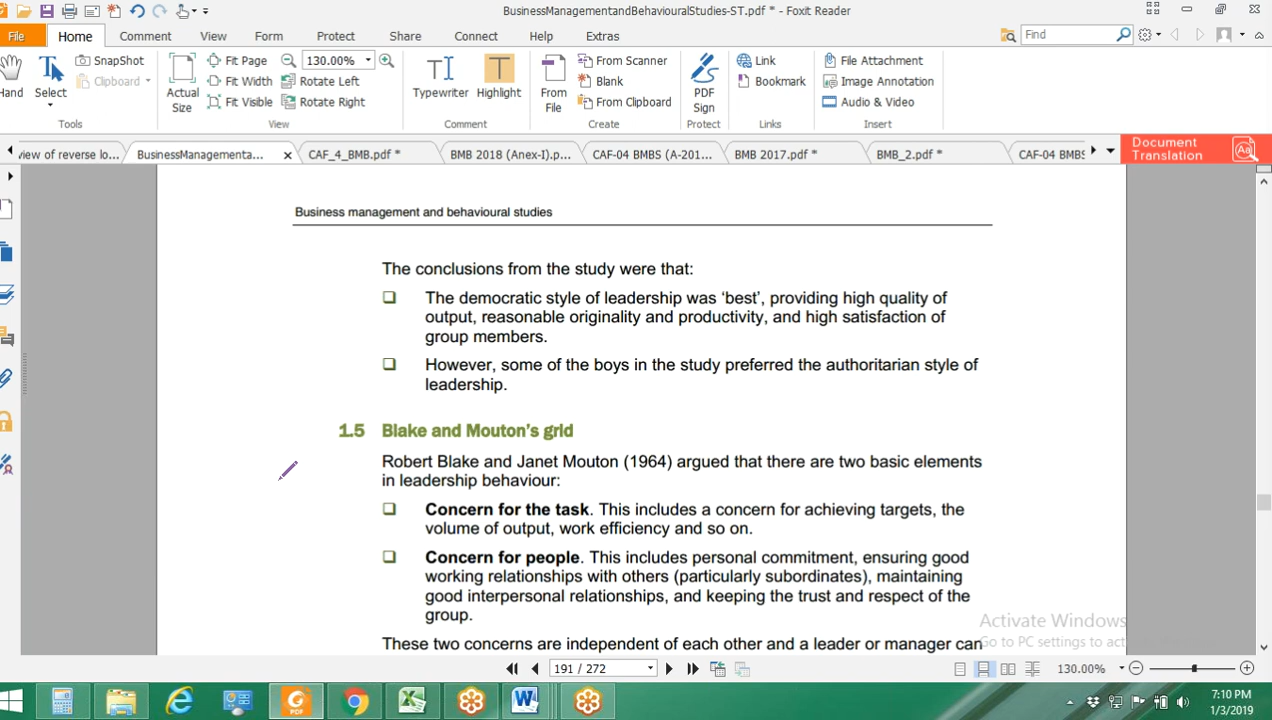 BusinessManagementandBehaviouralStudies-ST.pdf * - Foxit Reader
File Home Comment View Form Protect Share Connect Help Extras Find
Hand Select SnapShot Clipboard Actual Size Fit Page Fit Width Fit Visible 130.00% Rotate Left Rotate Right Typewriter Highlight From File From Scanner Blank From Clipboard PDF Sign Link Bookmark File Attachment Image Annotation Audio & Video
Tools View Comment Create Protect Links Insert
view of reverse lo... BusinessManagementa... CAF_4_BMB.pdf * BMB 2018 (Anex-I).p... CAF-04 BMBS (A-201... BMB 2017.pdf * BMB_2.pdf * CAF-04 BMBS Document Translation
Business management and behavioural studies
The conclusions from the study were that:
The democratic style of leadership was ‘best’, providing high quality of
output, reasonable originality and productivity, and high satisfaction of
group members.
However, some of the boys in the study preferred the authoritarian style of
leadership.
1.5 Blake and Mouton’s grid
Robert Blake and Janet Mouton (1964) argued that there are two basic elements
in leadership behaviour:
Concern for the task. This includes a concern for achieving targets, the
volume of output, work efficiency and so on.
Concern for people. This includes personal commitment, ensuring good
working relationships with others (particularly subordinates), maintaining
good interpersonal relationships, and keeping the trust and respect of the
group.
Activate Windows
These two concerns are independent of each other and a leader or manager can
Go to PC settings to act
191 / 272 130.00%
7:10 PM
1/3/2019